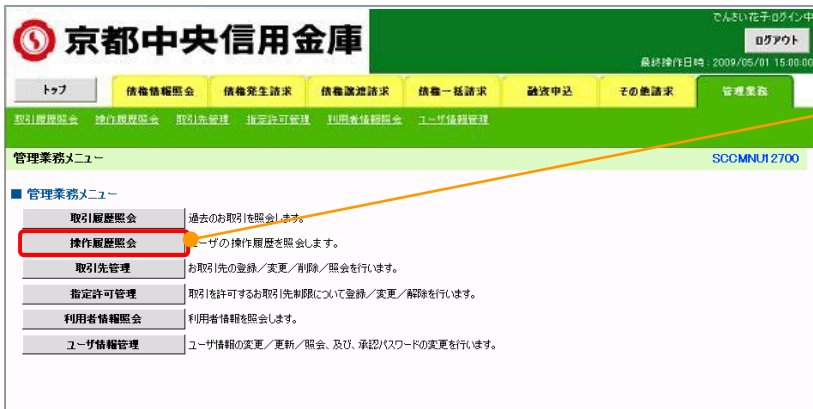 でんさい花子ログイン中
京都中央信用金庫
ログアウト
最終操作日時：2009/05/01 15:00:00
トップ 債権情報照会 債権発生請求 債権譲渡請求 債権一括請求 融資申込 その他請求 管理業務
取引履歴照会 操作履歴照会 取引先管理 指定許可管理 利用者情報照会 ユーザ情報管理
管理業務メニュー SCCMNU12700
■ 管理業務メニュー
取引履歴照会 過去のお取引を照会します。
操作履歴照会 ーザの操作履歴を照会します。
取引先管理 お取引先の登録／変更／削除／照会を行います。
指定許可管理 取引を許可するお取引先制限について登録／変更／解除を行います。
利用者情報照会 利用者情報を照会します。
ユーザ情報管理 ユーザ情報の変更／更新／照会、及び、承認パスワードの変更を行います。